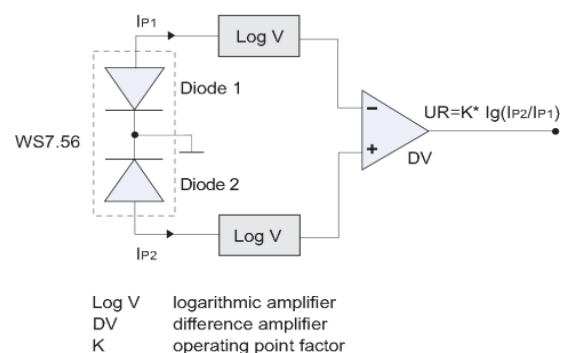 IP1
Log V
Diode 1
UR=K* lg(IP2/IP1)
WS7.56
DV
Diode 2
Log V
IP2
Log V logarithmic amplifier
DV difference amplifier
K operating point factor